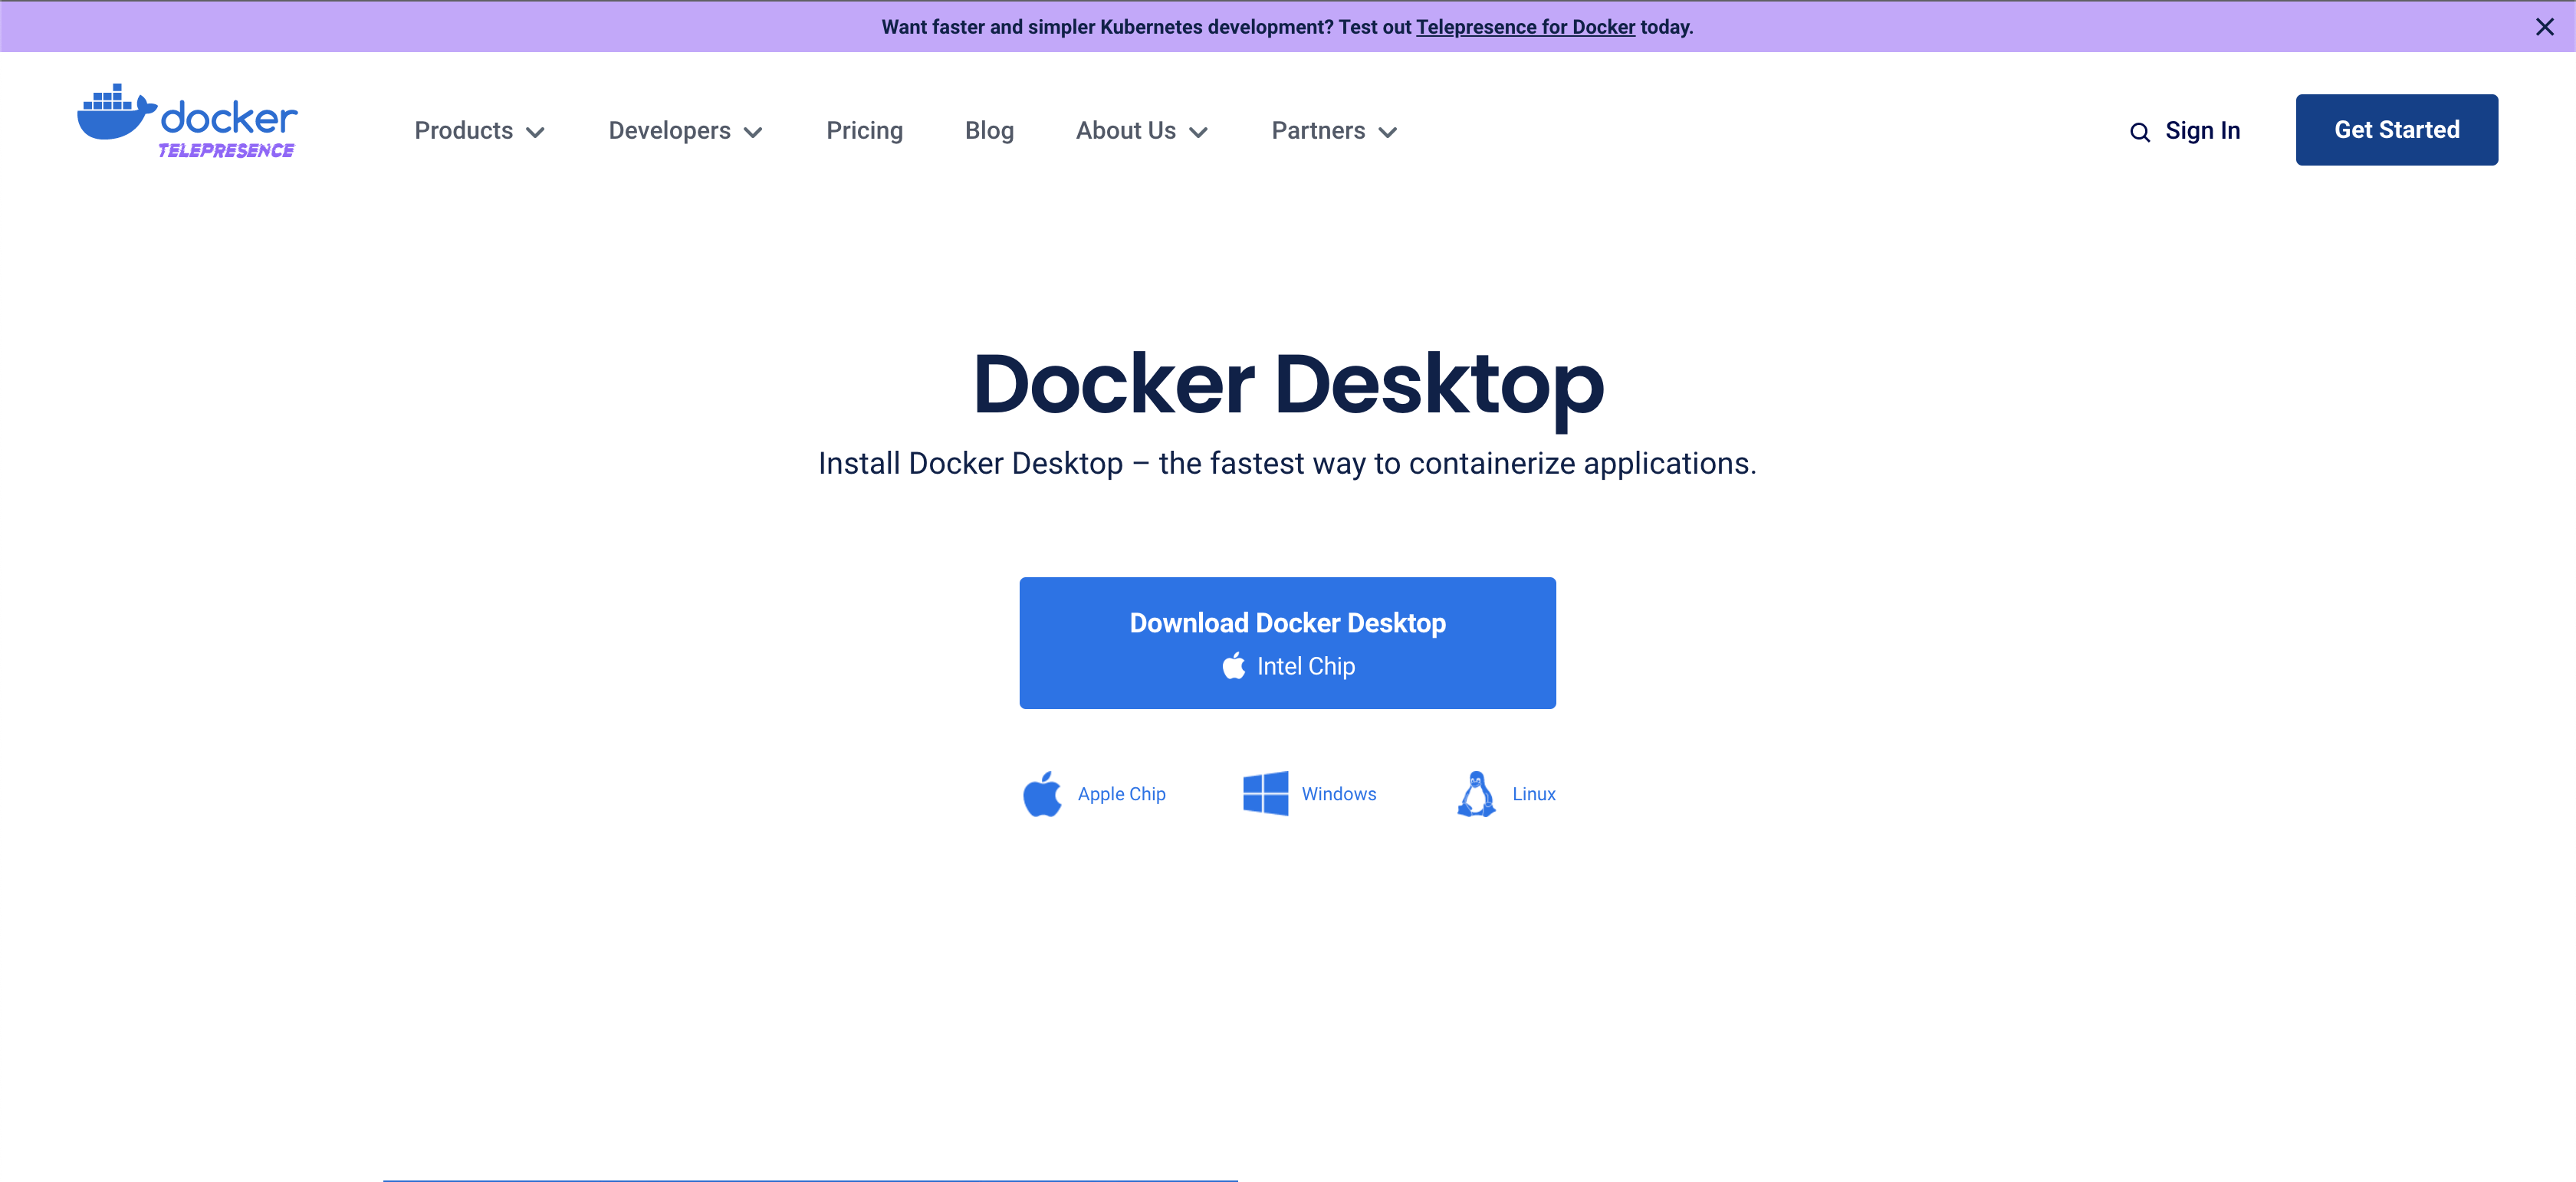 Want faster and simpler Kubernetes development? Test out Telepresence for Docker today.
docker
TELEPRESENCE
Products
Developers
Pricing
Blog
About Us
Partners
Sign In
Get Started
Docker Desktop
Install Docker Desktop – the fastest way to containerize applications.
Download Docker Desktop
Intel Chip
Apple Chip
Windows
Linux